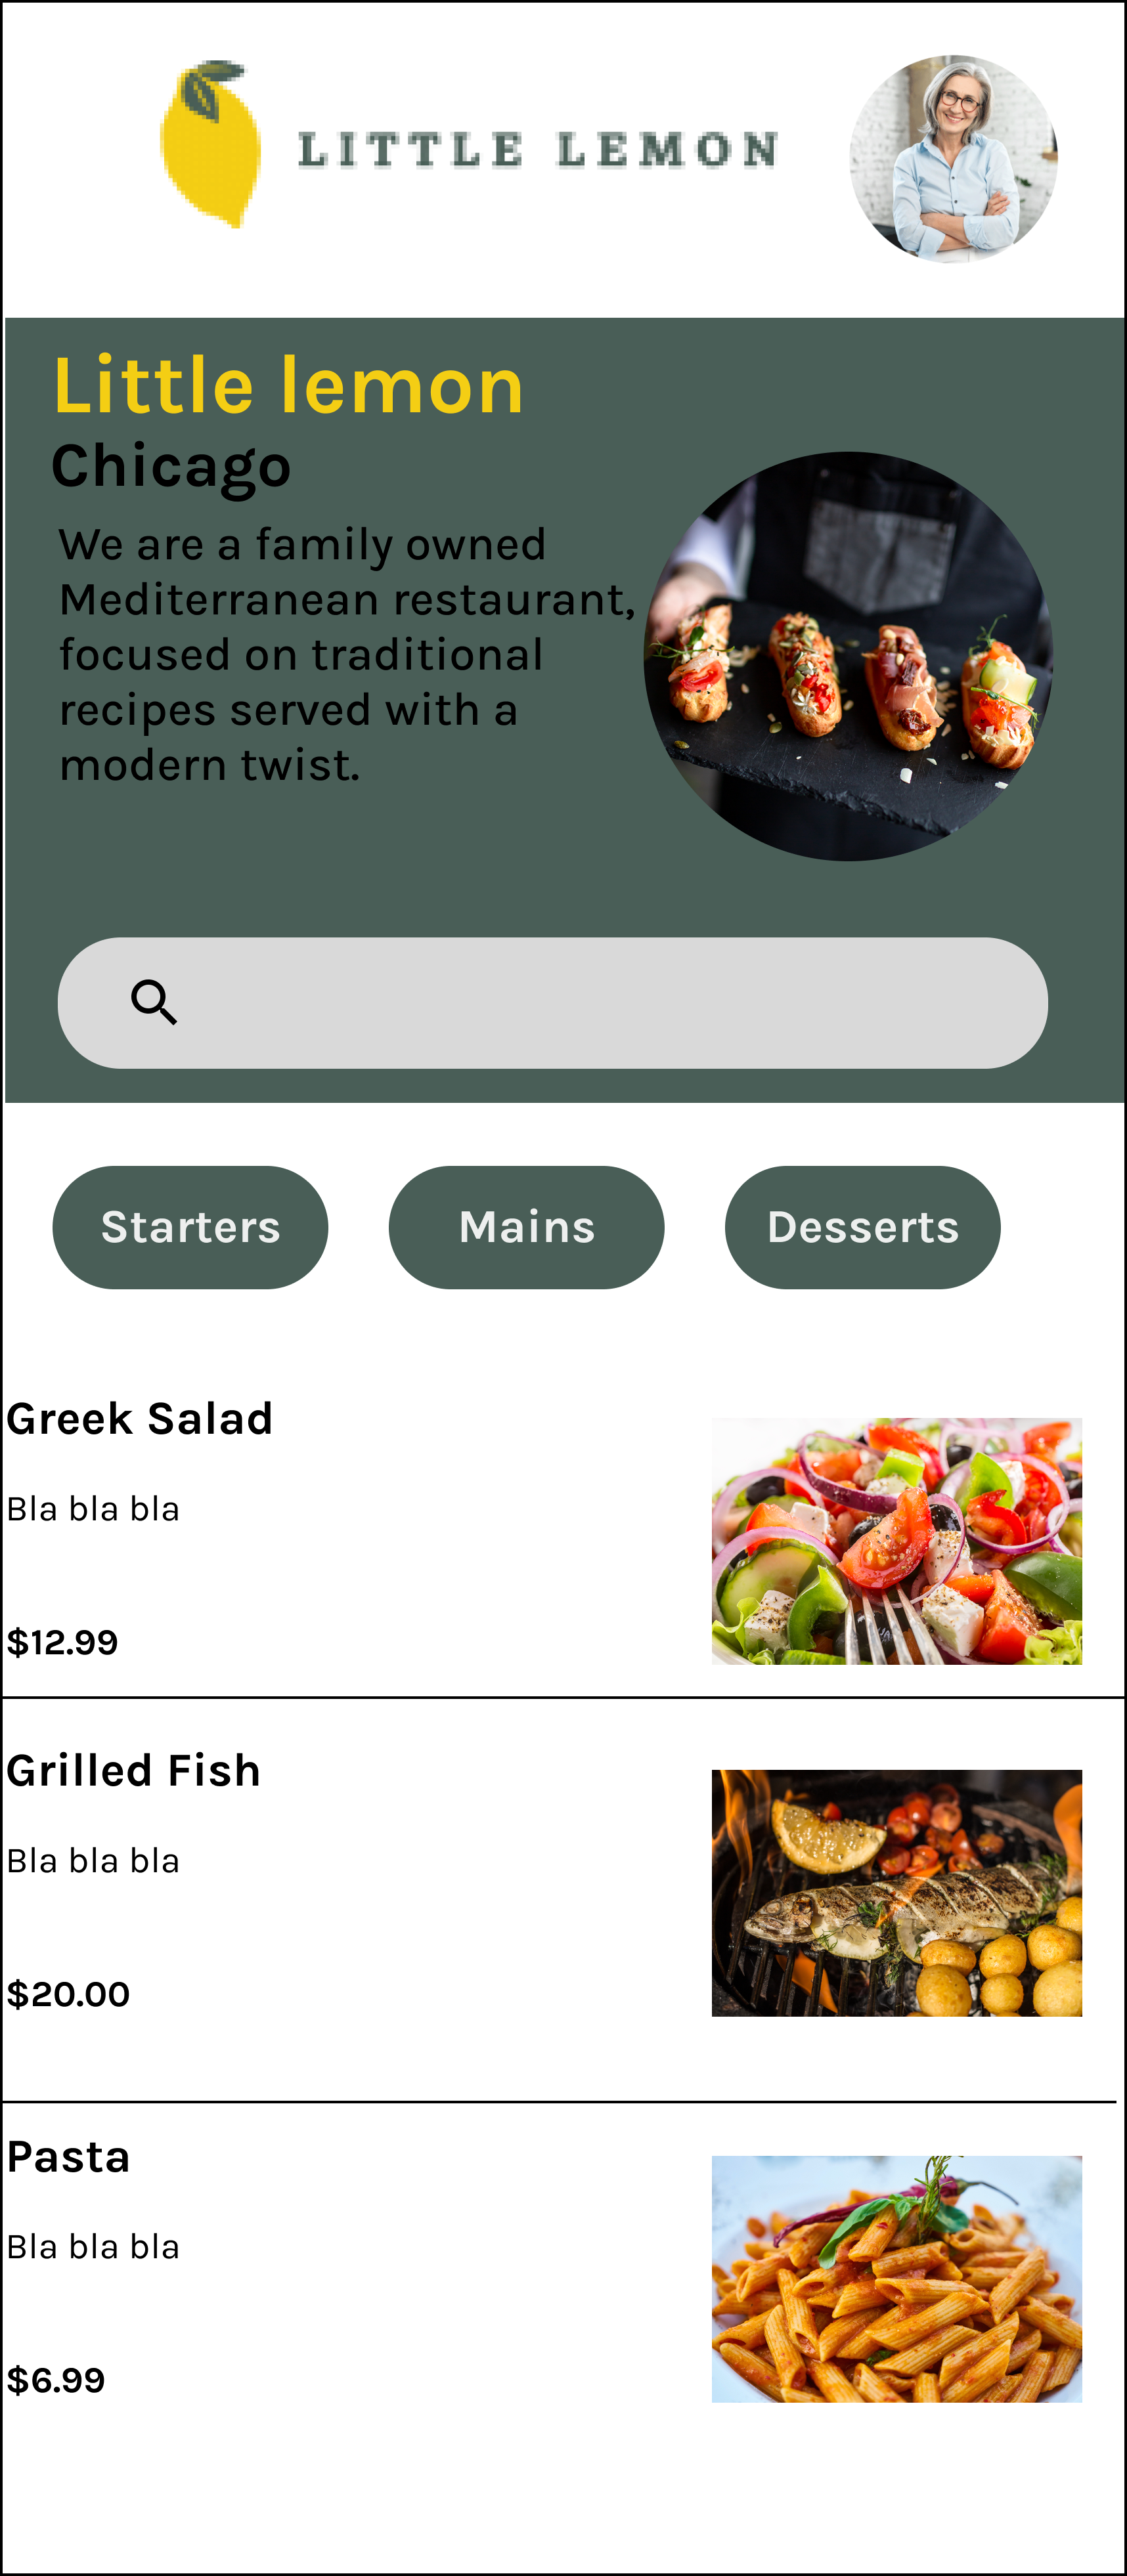 LITTLE LEMON
Little lemon
Chicago
We are a family owned
Mediterranean restaurant,
focused on traditional
recipes served with a
modern twist.
Starters
Mains
Desserts
Greek Salad
Bla bla bla
$12.99
Grilled Fish
Bla bla bla
$20.00
Pasta
Bla bla bla
$6.99